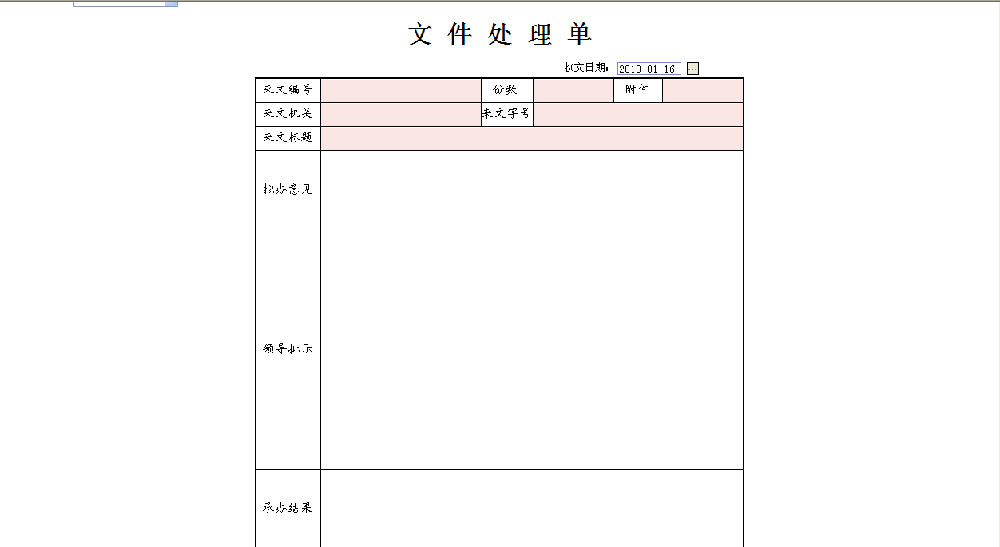 文 件 处 理 单
收文日期： 2010-01-16 ...
来文编号 份数 附件
来文机关 来文字号
来文标题
拟办意见
领导批示
承办结果